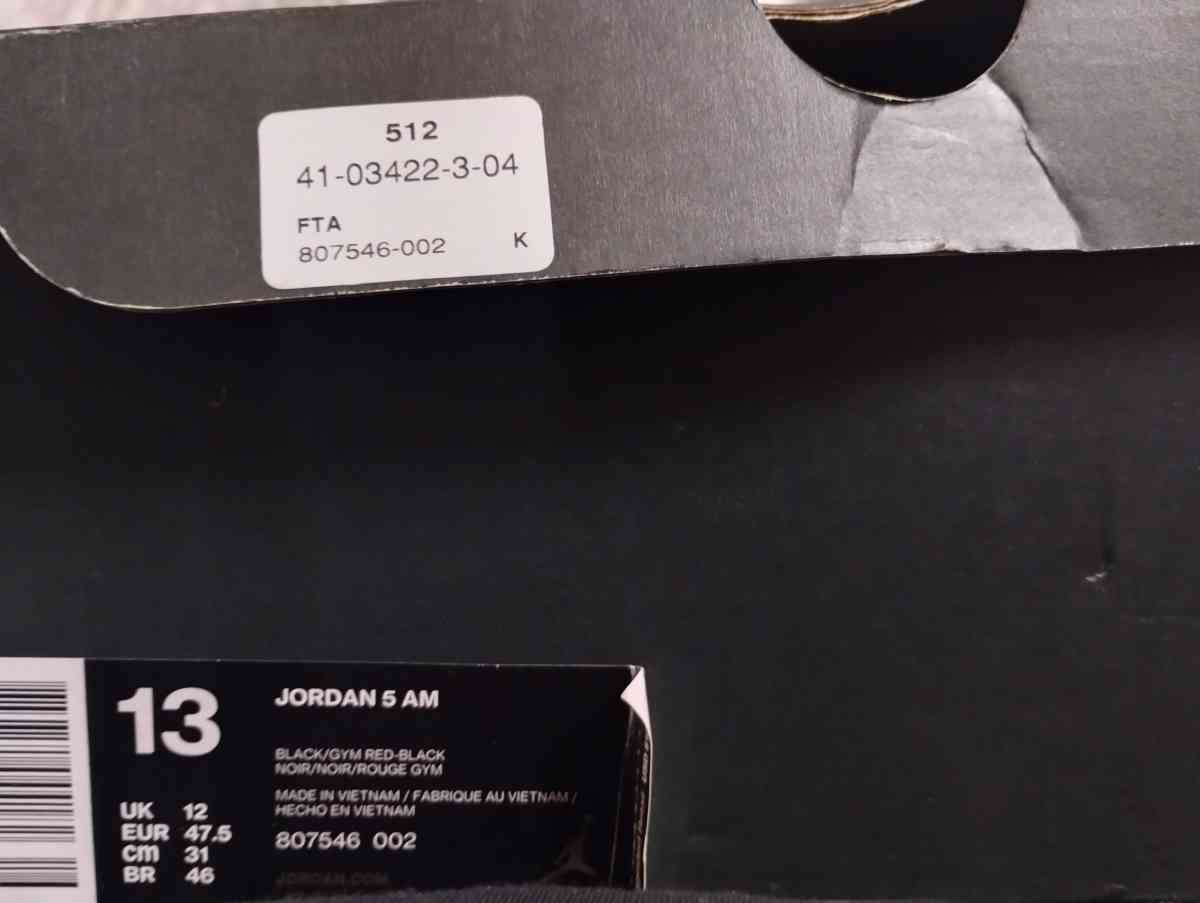 512
41-03422-3-04
FTA
807546-002 K
13
JORDAN 5 AM
BLACK/GYM RED-BLACK
NOIR/NOIR/ROUGE GYM
MADE IN VIETNAM / FABRIQUE AU VIETNAM /
HECHO EN VIETNAM
807546 002
JORDAN.COM
UK 12
EUR 47.5
cm 31
BR 46